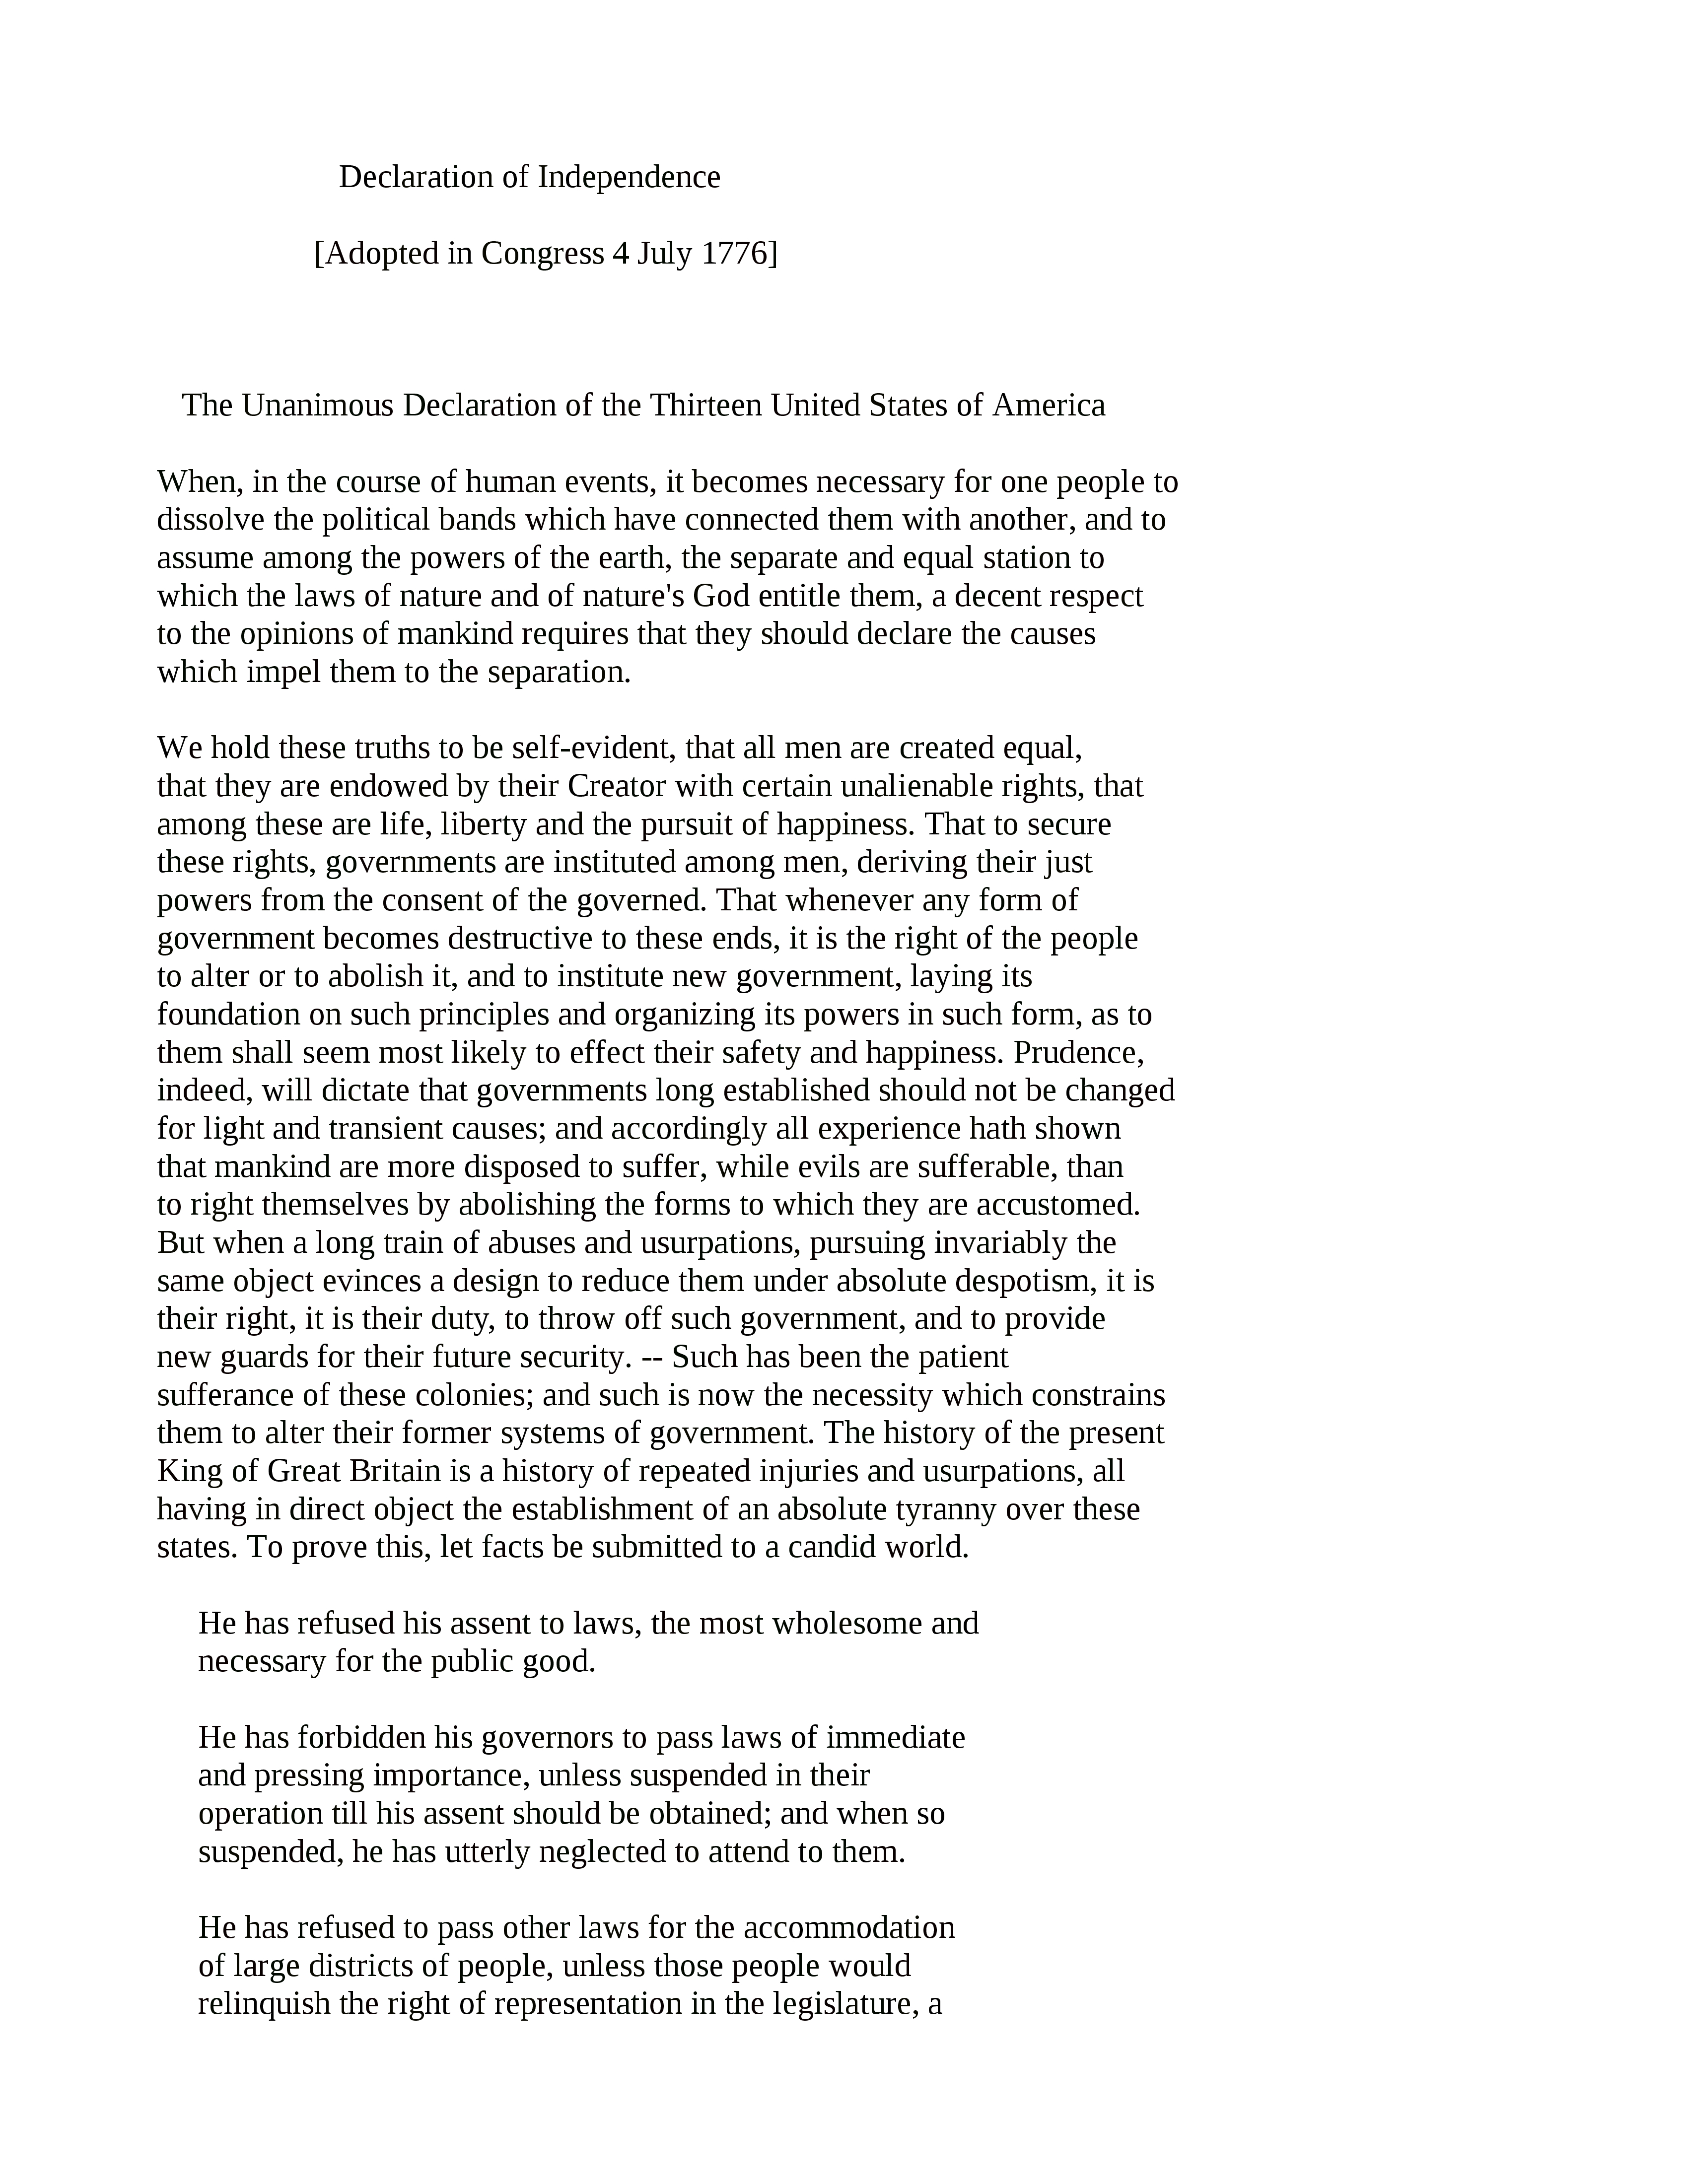 Declaration of Independence
[Adopted in Congress 4 July 1776]
The Unanimous Declaration of the Thirteen United States of America
When, in the course of human events, it becomes necessary for one people to
dissolve the political bands which have connected them with another, and to
assume among the powers of the earth, the separate and equal station to
which the laws of nature and of nature's God entitle them, a decent respect
to the opinions of mankind requires that they should declare the causes
which impel them to the separation.
We hold these truths to be self-evident, that all men are created equal,
that they are endowed by their Creator with certain unalienable rights, that
among these are life, liberty and the pursuit of happiness. That to secure
these rights, governments are instituted among men, deriving their just
powers from the consent of the governed. That whenever any form of
government becomes destructive to these ends, it is the right of the people
to alter or to abolish it, and to institute new government, laying its
foundation on such principles and organizing its powers in such form, as to
them shall seem most likely to effect their safety and happiness. Prudence,
indeed, will dictate that governments long established should not be changed
for light and transient causes; and accordingly all experience hath shown
that mankind are more disposed to suffer, while evils are sufferable, than
to right themselves by abolishing the forms to which they are accustomed.
But when a long train of abuses and usurpations, pursuing invariably the
same object evinces a design to reduce them under absolute despotism, it is
their right, it is their duty, to throw off such government, and to provide
new guards for their future security. -- Such has been the patient
sufferance of these colonies; and such is now the necessity which constrains
them to alter their former systems of government. The history of the present
King of Great Britain is a history of repeated injuries and usurpations, all
having in direct object the establishment of an absolute tyranny over these
states. To prove this, let facts be submitted to a candid world.
He has refused his assent to laws, the most wholesome and
necessary for the public good.
He has forbidden his governors to pass laws of immediate
and pressing importance, unless suspended in their
operation till his assent should be obtained; and when so
suspended, he has utterly neglected to attend to them.
He has refused to pass other laws for the accommodation
of large districts of people, unless those people would
relinquish the right of representation in the legislature, a